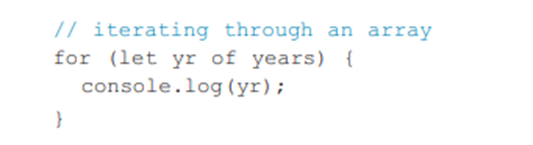 // iterating through an array
for (let yr of years) {
console.log(yr);
}